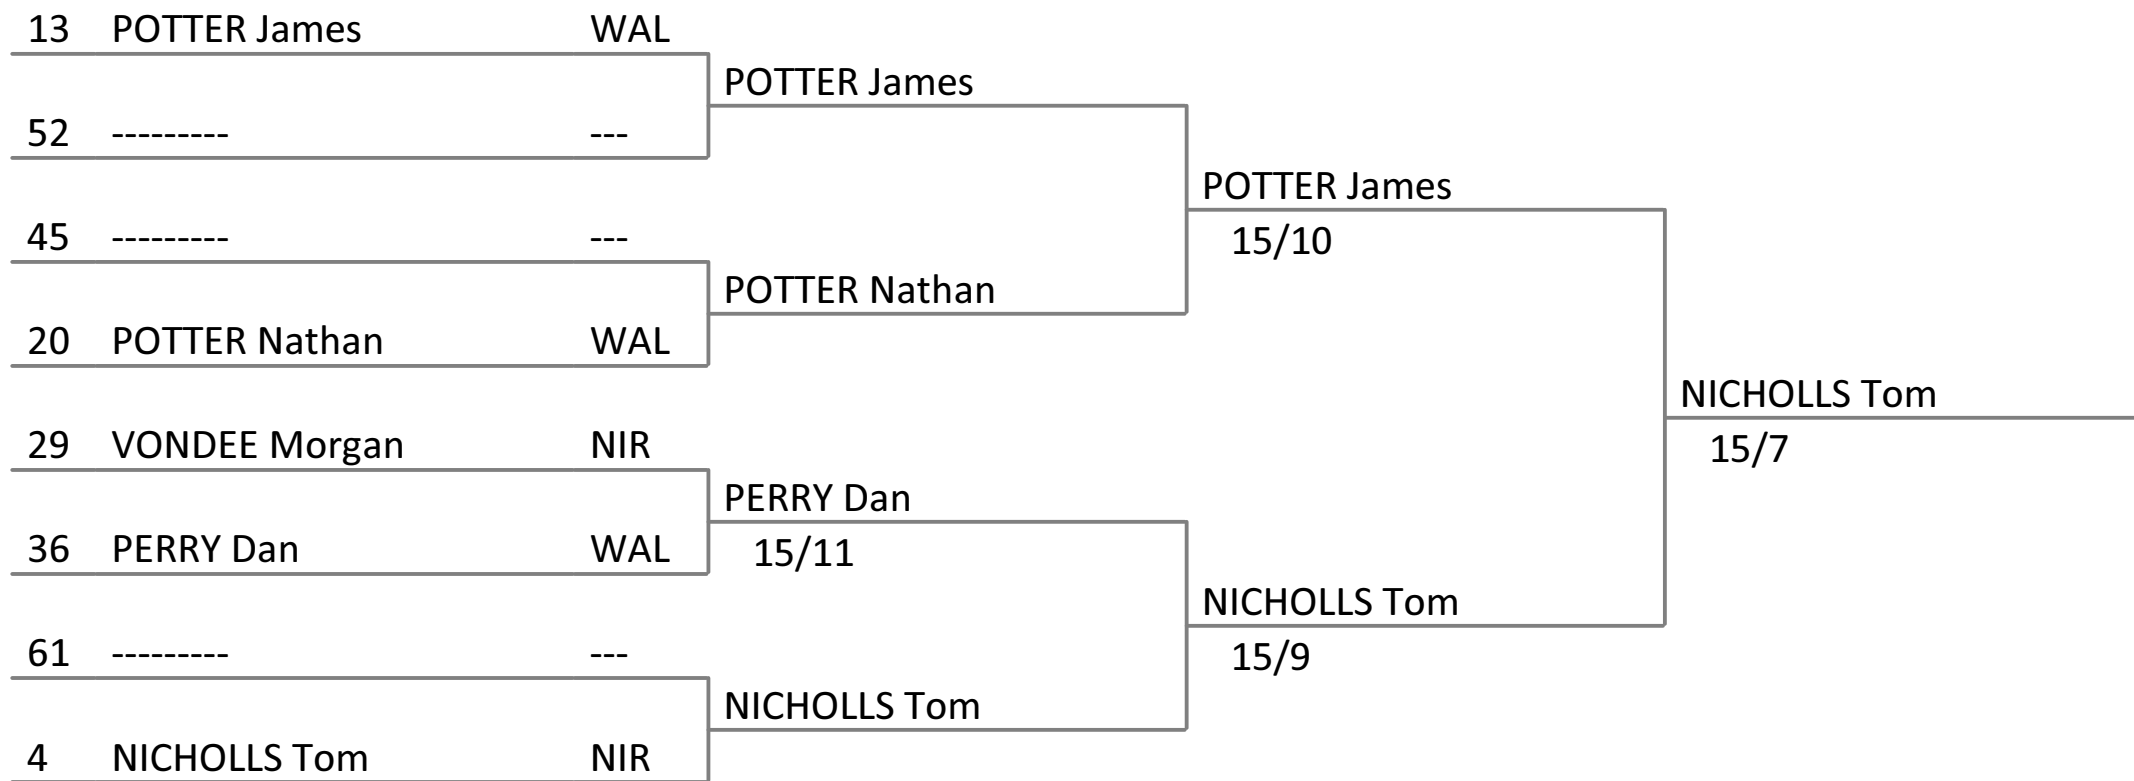 13 POTTER James WAL
POTTER James
52 --------- ---
POTTER James
45 --------- ---
15/10
POTTER Nathan
20 POTTER Nathan WAL
NICHOLLS Tom
29 VONDEE Morgan NIR
15/7
PERRY Dan
36 PERRY Dan WAL
15/11
NICHOLLS Tom
61 --------- ---
15/9
NICHOLLS Tom
4 NICHOLLS Tom NIR